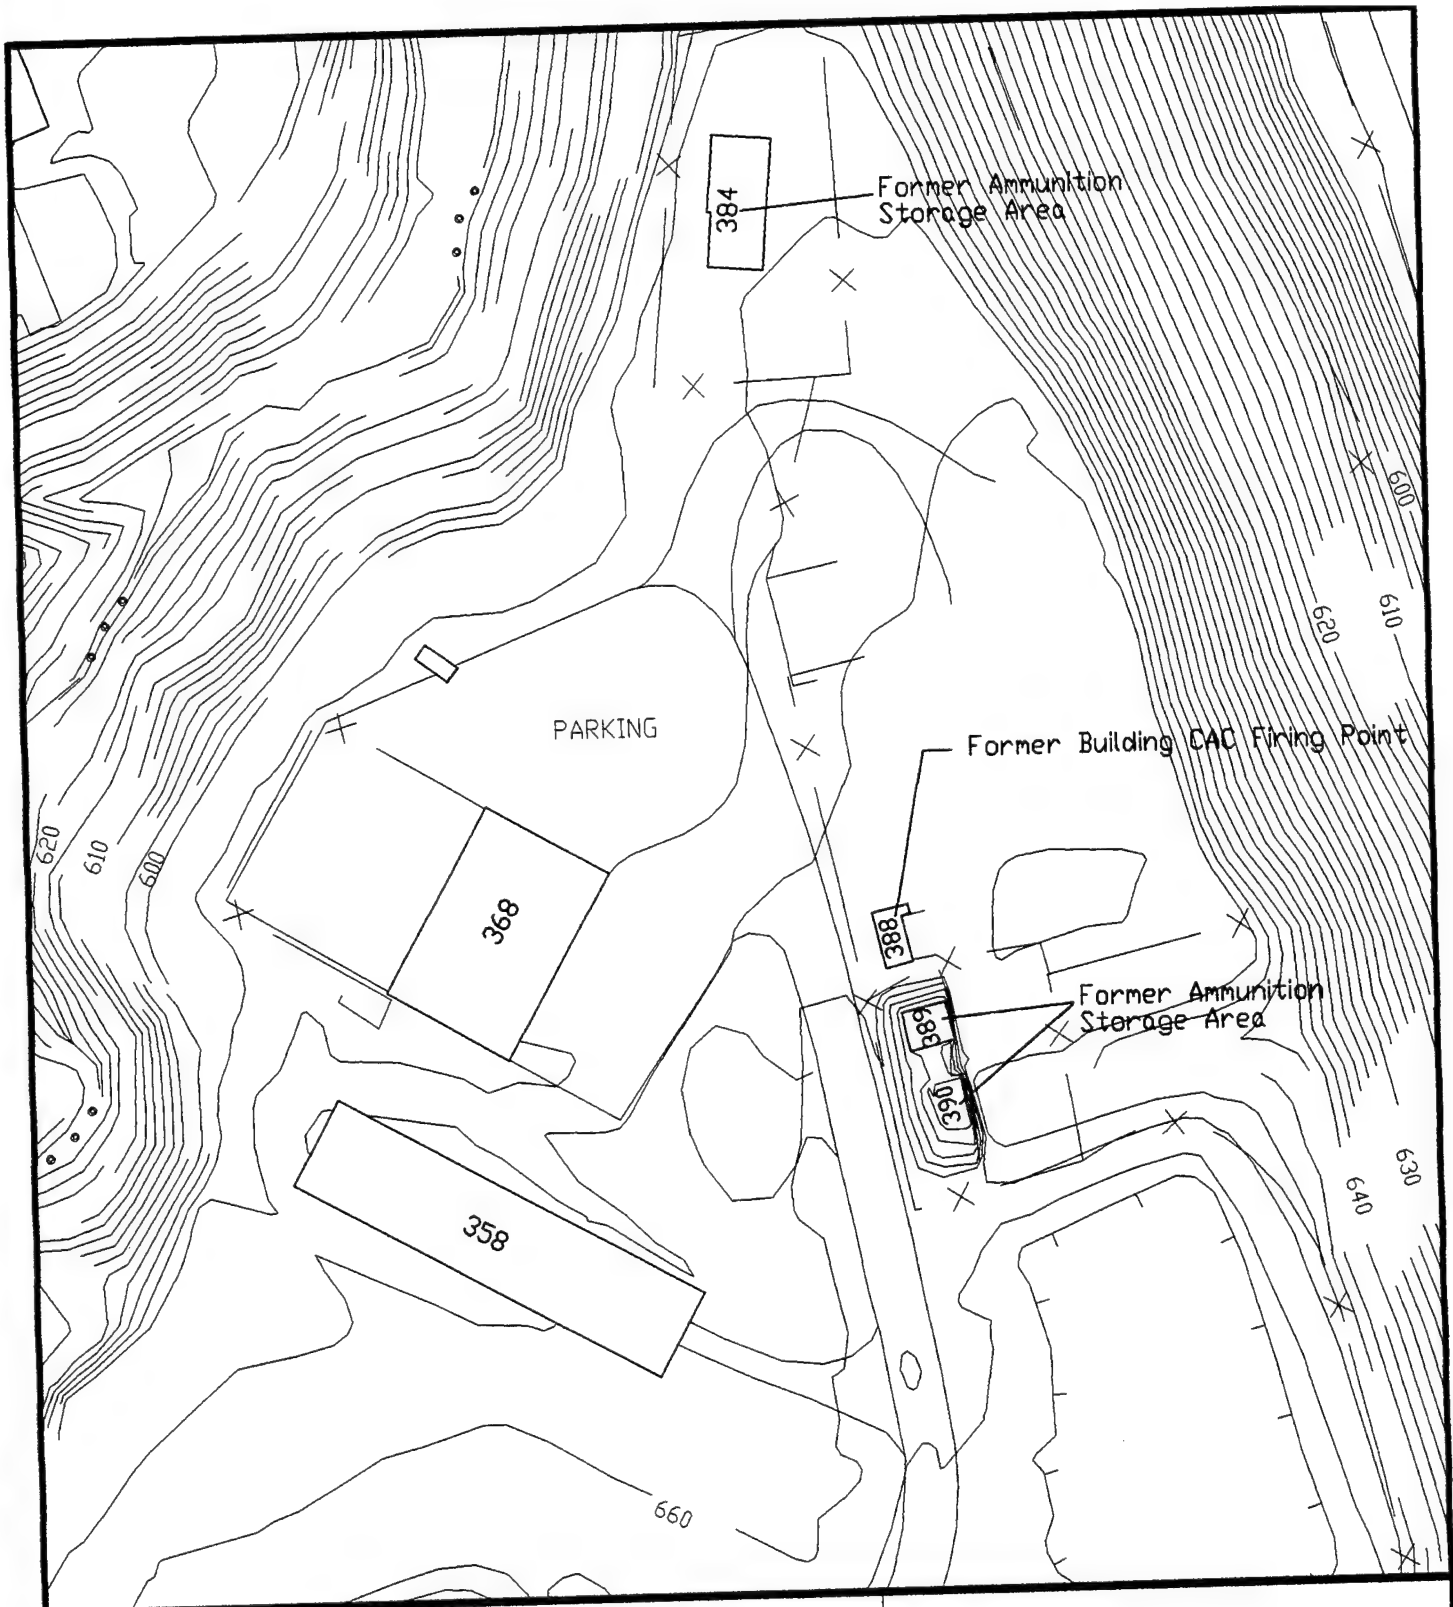 384
Former Ammunition
Storage Area
600
620
610
PARKING
Former Building CAC Firing Point
620
610
600
368
388
Former Ammunition
Storage Area
389
390
630
640
358
660